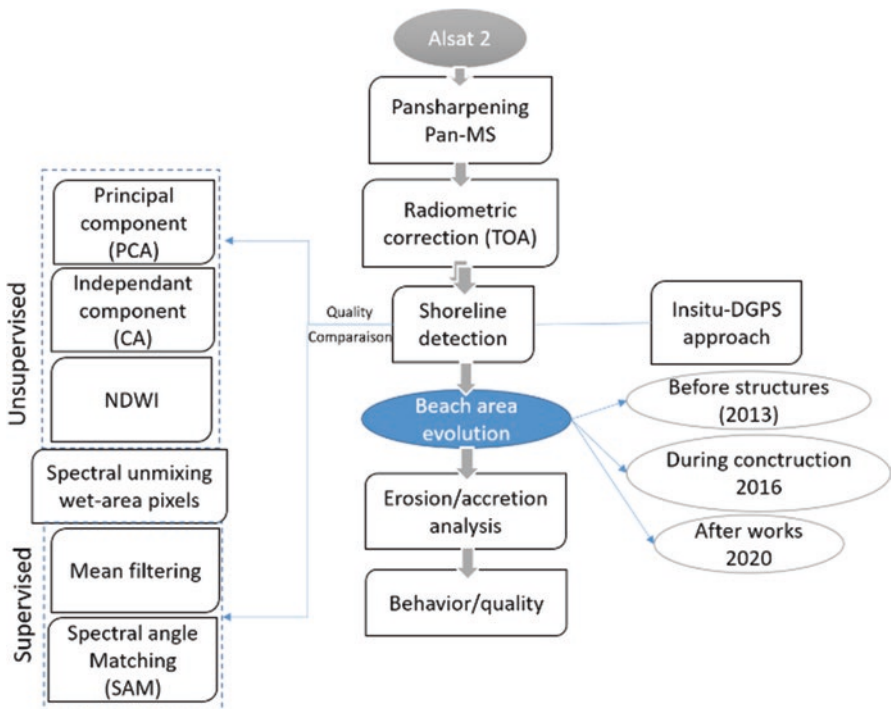 Alsat 2
Pansharpening
Pan-MS
Radiometric
correction (TOA)
Shoreline
detection
Quality
Comparaison
Insitu-DGPS
approach
Beach area
evolution
Before structures
(2013)
During conctruction
2016
After works
2020
Erosion/accretion
analysis
Behavior/quality
Unsupervised
Principal
component
(PCA)
Independant
component
(CA)
NDWI
Spectral unmixing
wet-area pixels
Supervised
Mean filtering
Spectral angle
Matching
(SAM)